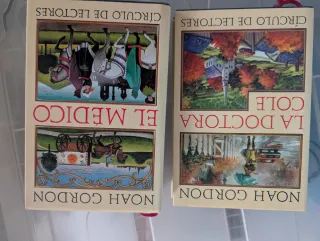 NOAH GORDON
EL MÉDICO
CÍRCULO DE LECTORES
NOAH GORDON
LA DOCTORA
COLE
CÍRCULO DE LECTORES